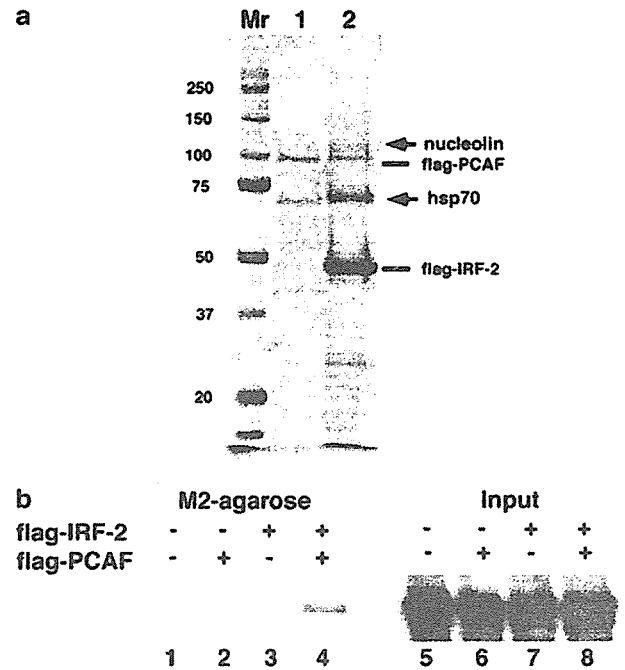 a
Mr 1 2
250
150
nucleolin
100
flag-PCAF
75
hsp70
50
flag-IRF-2
37
20
b
M2-agarose Input
flag-IRF-2 - - + + - - + +
flag-PCAF - + - + - + - +
1 2 3 4 5 6 7 8